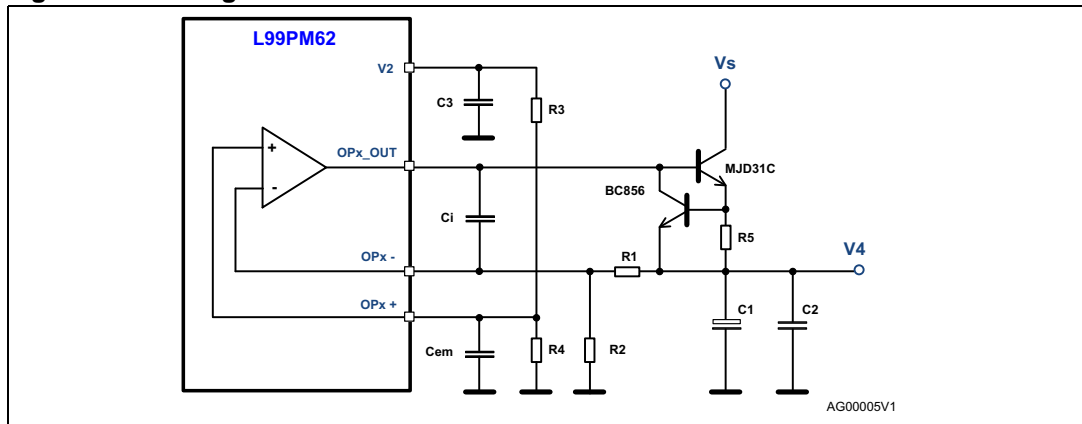 L99PM62
V2
Vs
C3
R3
OPx_OUT
MJD31C
BC856
Ci
R5
OPx -
R1
V4
OPx +
C1
C2
Cem
R4
R2
AG00005V1